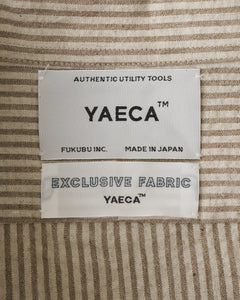 AUTHENTIC UTILITY TOOLS
YAECA™
FUKUBU INC. MADE IN JAPAN
EXCLUSIVE FABRIC
YAECA™